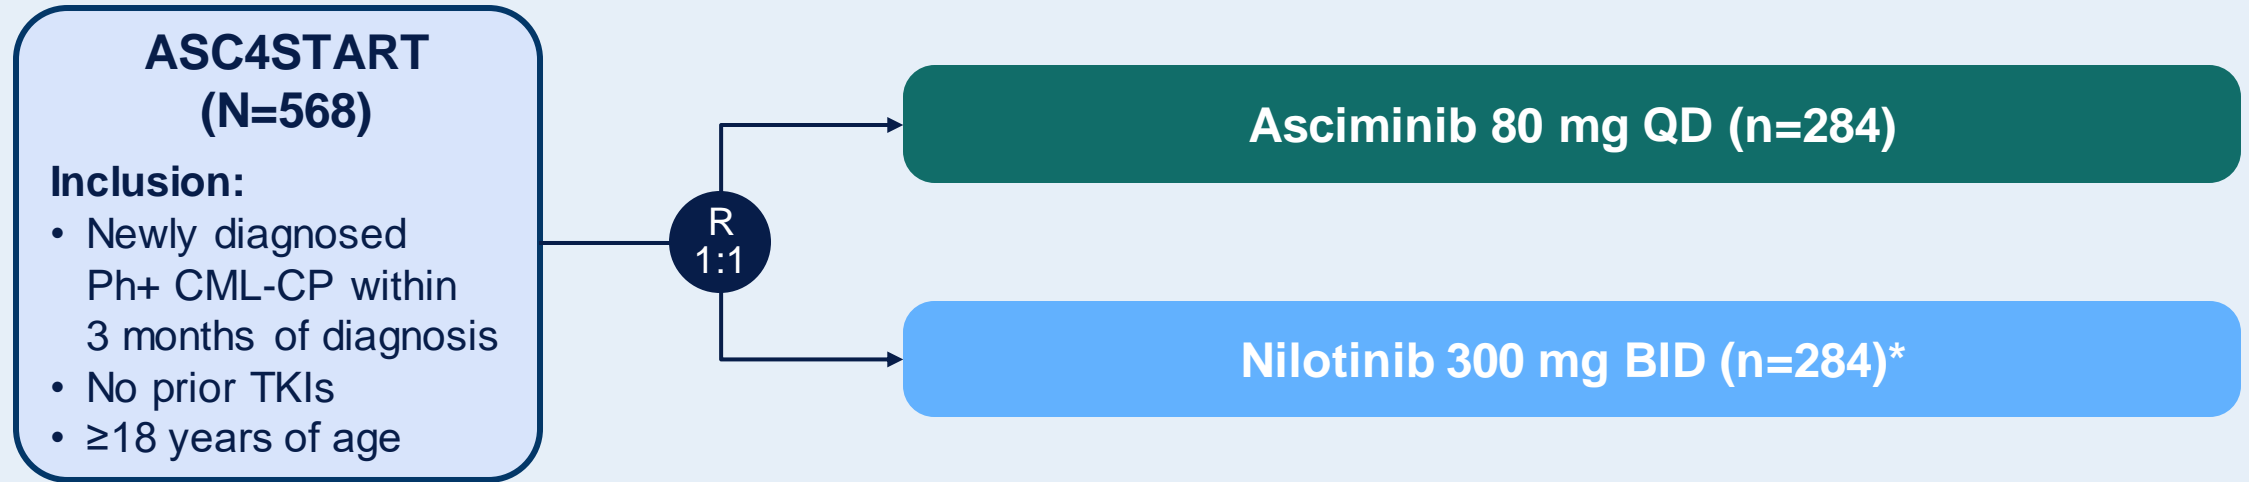 ASC4START
(N=568)
Inclusion:
• Newly diagnosed
Ph+ CML-CP within
3 months of diagnosis
• No prior TKIs
• ≥18 years of age
R
1:1
Asciminib 80 mg QD (n=284)
Nilotinib 300 mg BID (n=284)*